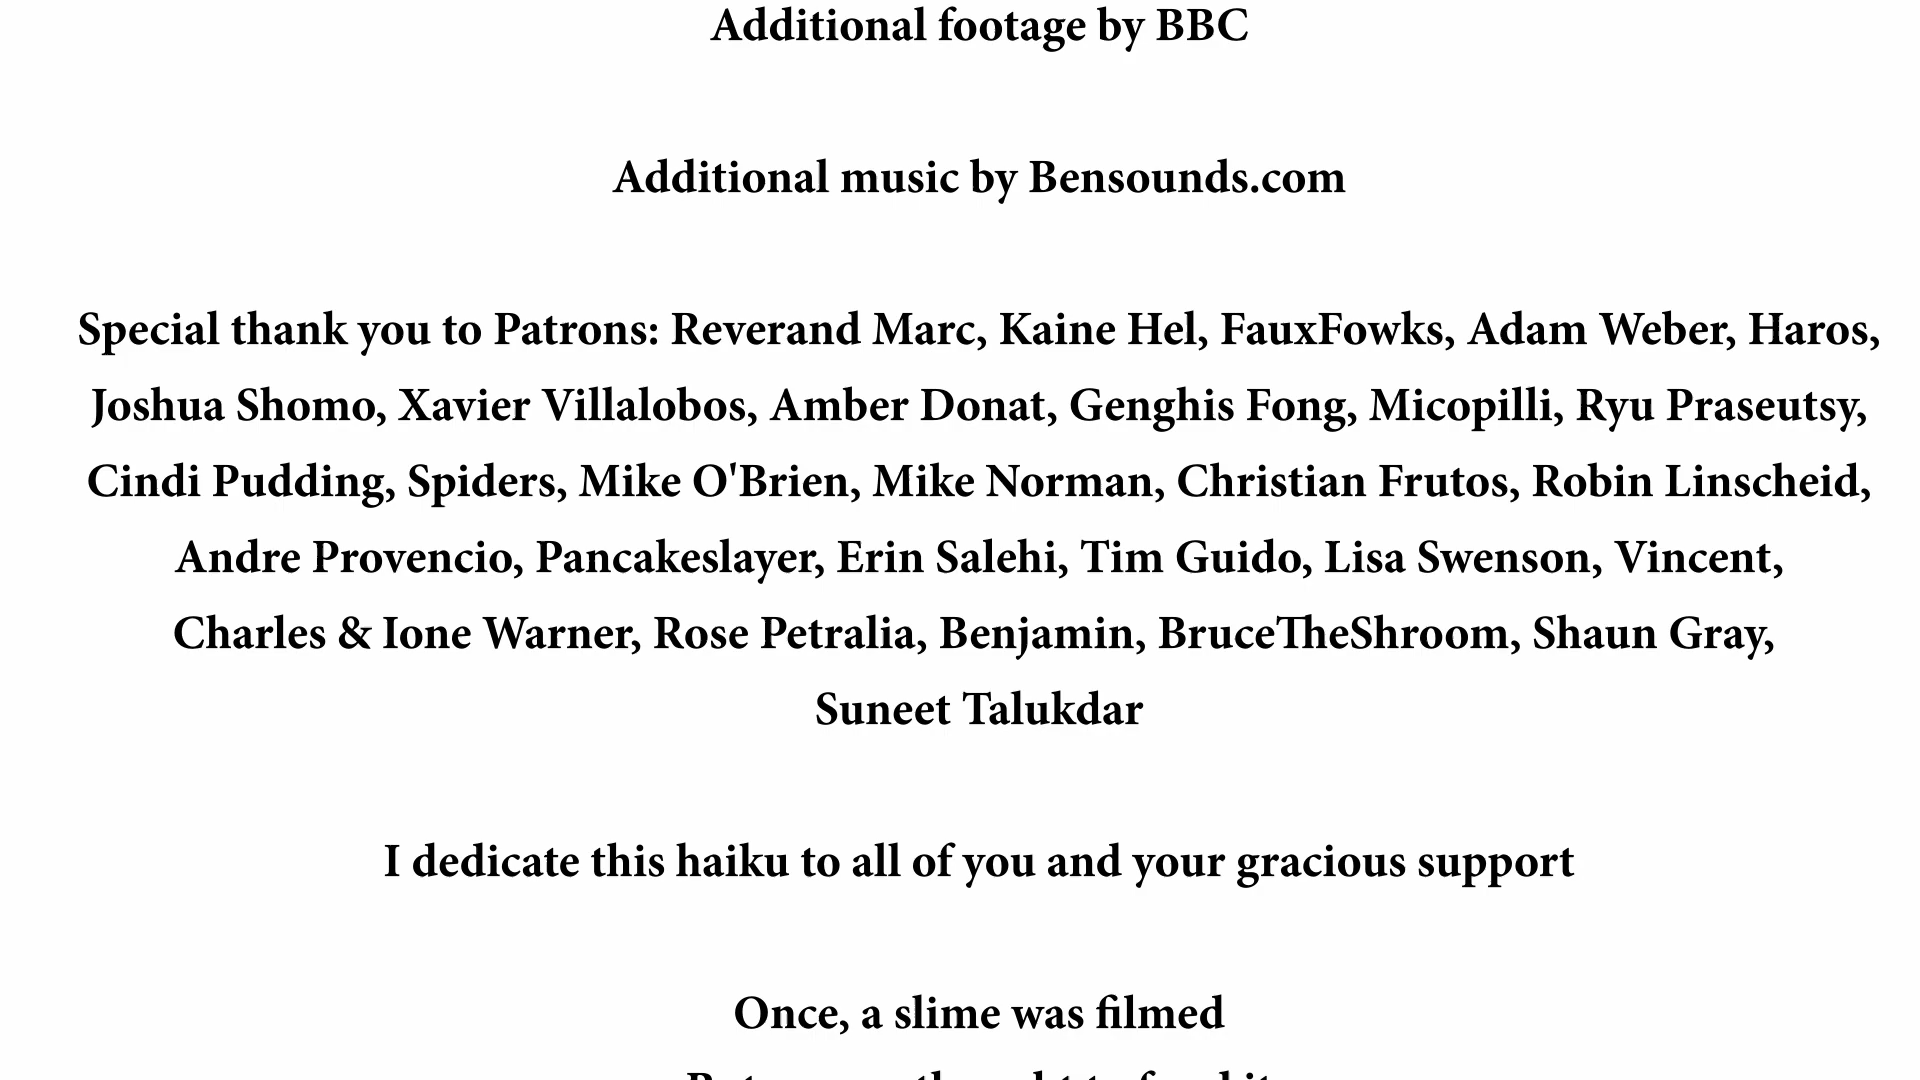 Additional footage by BBC
Additional music by Bensounds.com
Special thank you to Patrons: Reverand Marc, Kaine Hel, FauxFowks, Adam Weber, Haros,
Joshua Shomo, Xavier Villalobos, Amber Donat, Genghis Fong, Micopilli, Ryu Praseutsy,
Cindi Pudding, Spiders, Mike O'Brien, Mike Norman, Christian Frutos, Robin Linscheid,
Andre Provencio, Pancakeslayer, Erin Salehi, Tim Guido, Lisa Swenson, Vincent,
Charles & Ione Warner, Rose Petralia, Benjamin, BruceTheShroom, Shaun Gray,
Suneet Talukdar
I dedicate this haiku to all of you and your gracious support
Once, a slime was filmed